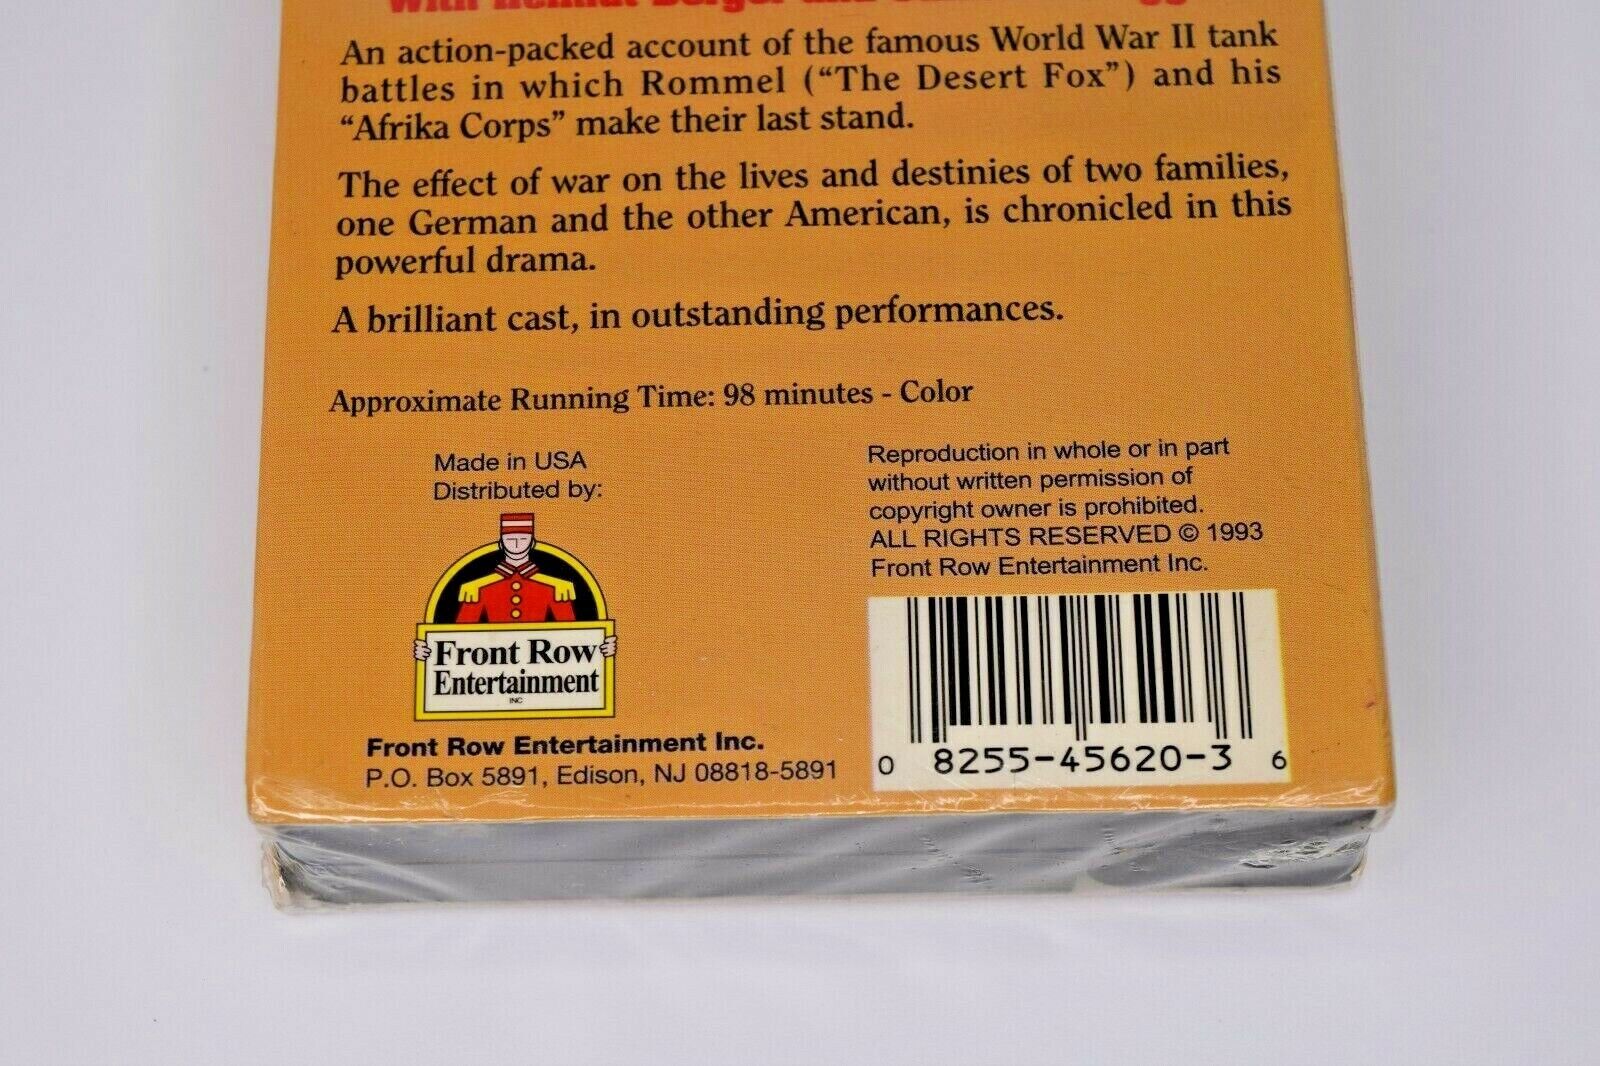 With Helmut Berger and
An action-packed account of the famous World War II tank
battles in which Rommel (“The Desert Fox”) and his
“Afrika Corps” make their last stand.
The effect of war on the lives and destinies of two families,
one German and the other American, is chronicled in this
powerful drama.
A brilliant cast, in outstanding performances.
Approximate Running Time: 98 minutes - Color
Made in USA
Distributed by:
Front Row
Entertainment
INC
Front Row Entertainment Inc.
P.O. Box 5891, Edison, NJ 08818-5891
Reproduction in whole or in part
without written permission of
copyright owner is prohibited.
ALL RIGHTS RESERVED © 1993
Front Row Entertainment Inc.
0 8255-45620-3 6